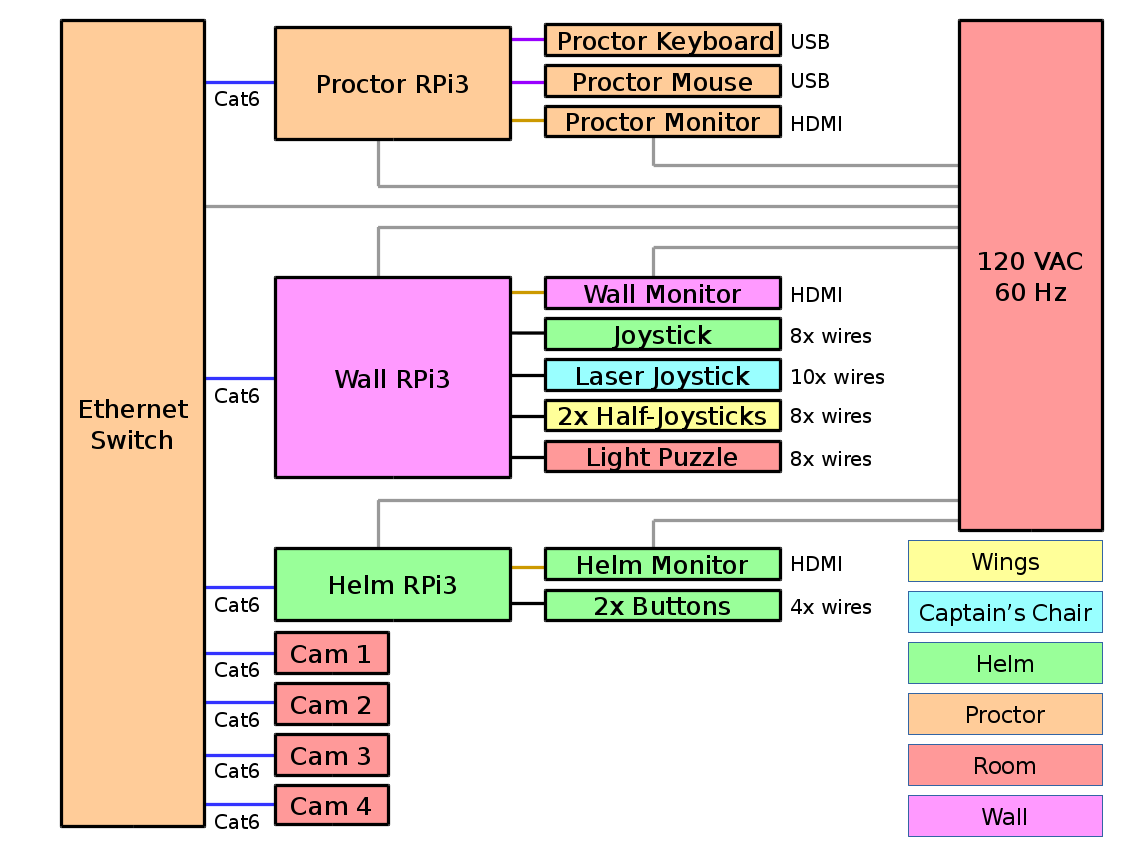 Proctor Keyboard USB
Proctor RPi3
Cat6
Proctor Mouse USB
Proctor Monitor HDMI
120 VAC
60 Hz
Wall Monitor HDMI
Joystick 8x wires
Wall RPi3
Cat6
Laser Joystick 10x wires
2x Half-Joysticks 8x wires
Light Puzzle 8x wires
Ethernet
Switch
Helm RPi3
Cat6
Helm Monitor HDMI
2x Buttons 4x wires
Cam 1
Cat6
Cam 2
Cat6
Cam 3
Cat6
Cam 4
Cat6
Wings
Captain’s Chair
Helm
Proctor
Room
Wall